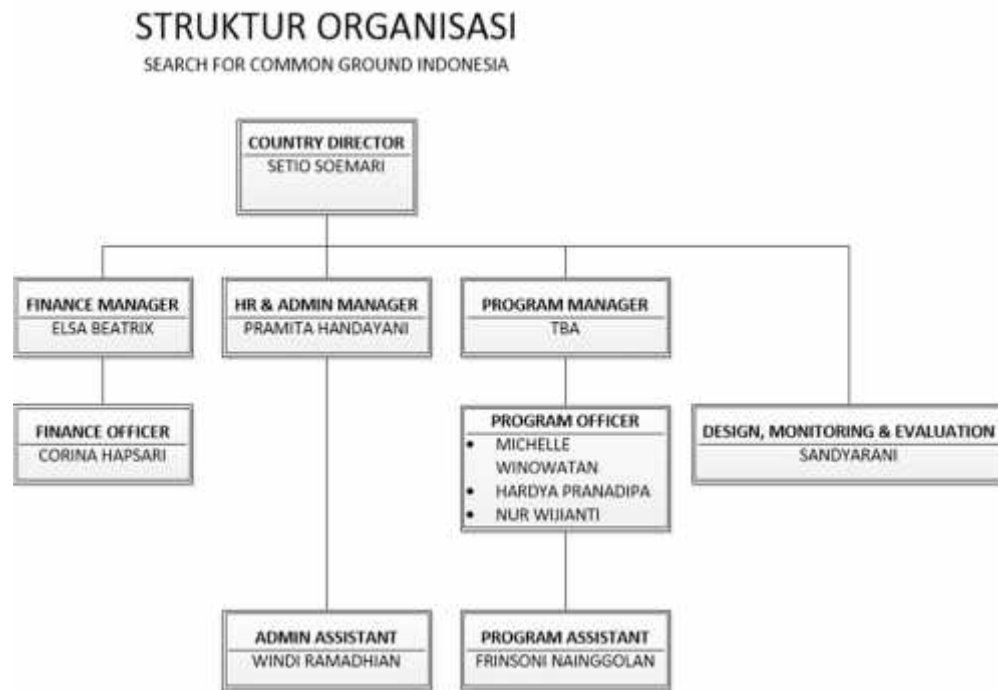 STRUKTUR ORGANISASI
SEARCH FOR COMMON GROUND INDONESIA
COUNTRY DIRECTOR
SETIO SOEMARI
FINANCE MANAGER
ELSA BEATRIX
HR & ADMIN MANAGER
PRAMITA HANDAYANI
PROGRAM MANAGER
TBA
FINANCE OFFICER
CORINA HAPSARI
PROGRAM OFFICER
• MICHELLE
WINOWATAN
• HARDYA PRANADIPA
• NUR WIJIANTI
DESIGN, MONITORING & EVALUATION
SANDYARANI
ADMIN ASSISTANT
WINDI RAMADHIAN
PROGRAM ASSISTANT
FRINSONI NAINGGOLAN